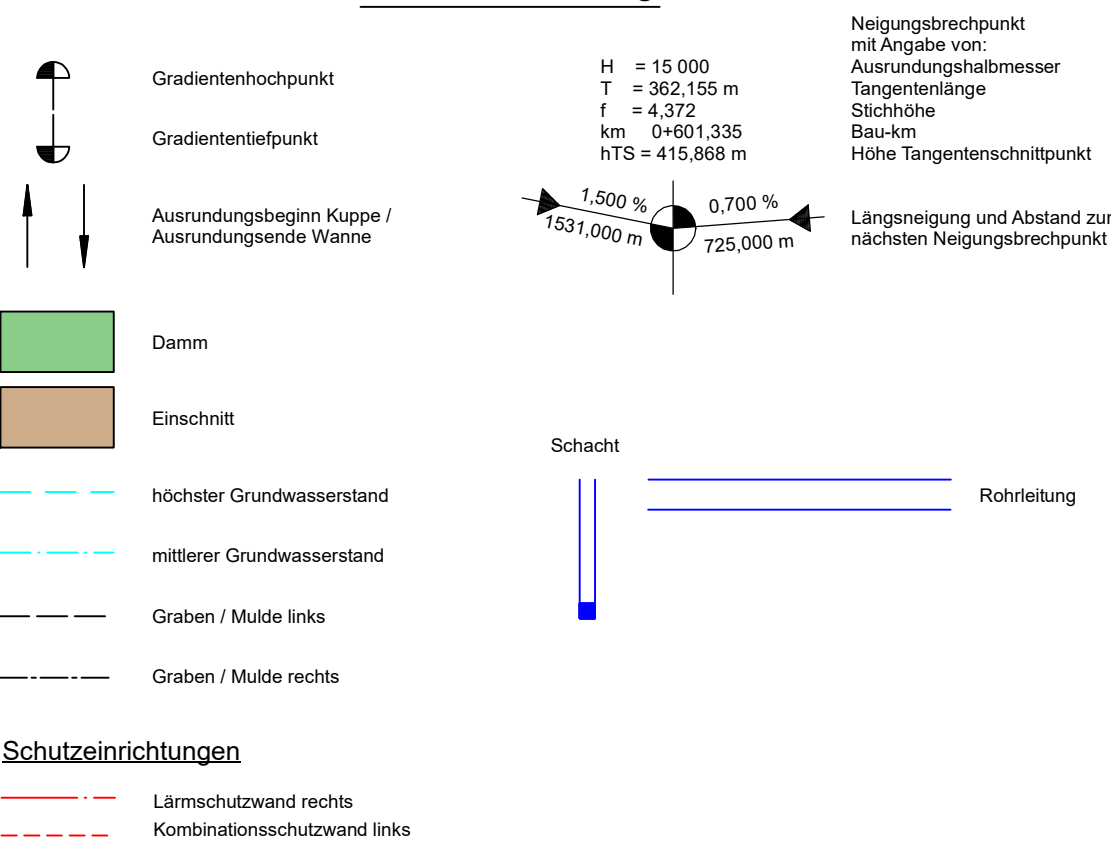 Gradientenhochpunkt
Gradiententiefpunkt
Ausrundungsbeginn Kuppe /
Ausrundungsende Wanne
Damm
Einschnitt
höchster Grundwasserstand
mittlerer Grundwasserstand
Graben / Mulde links
Graben / Mulde rechts
Neigungsbrechpunkt
mit Angabe von:
H = 15 000 Ausrundungshalbmesser
T = 362,155 m Tangentenlänge
f = 4,372 Stichhöhe
km 0+601,335 Bau-km
hTS = 415,868 m Höhe Tangentenschnittpunkt
1,500 % 0,700 %
1531,000 m 725,000 m
Längsneigung und Abstand zum
nächsten Neigungsbrechpunkt
Schacht
Rohrleitung
Schutzeinrichtungen
Lärmschutzwand rechts
Kombinationsschutzwand links